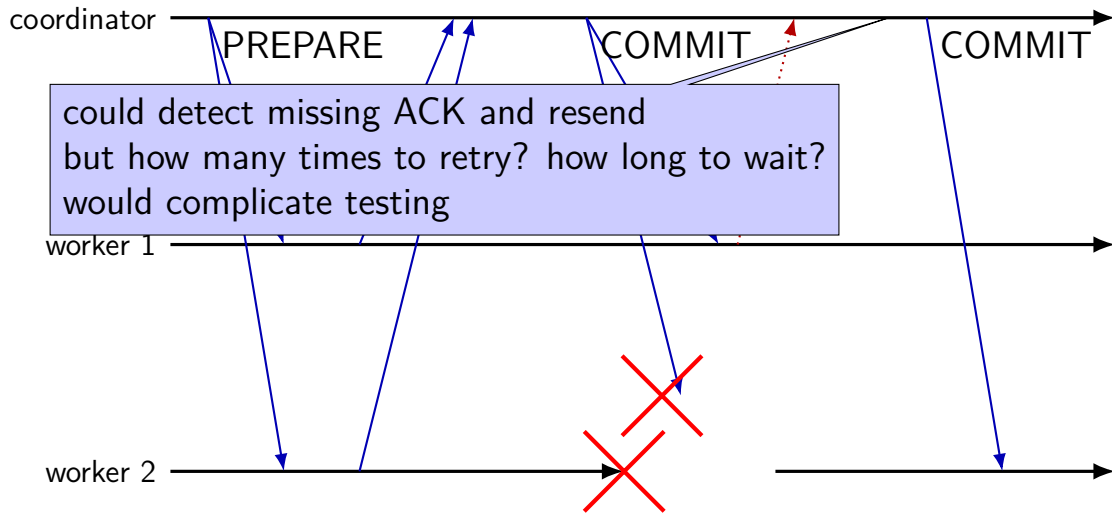 coordinator
PREPARE
COMMIT
COMMIT
could detect missing ACK and resend
but how many times to retry? how long to wait?
would complicate testing
worker 1
worker 2